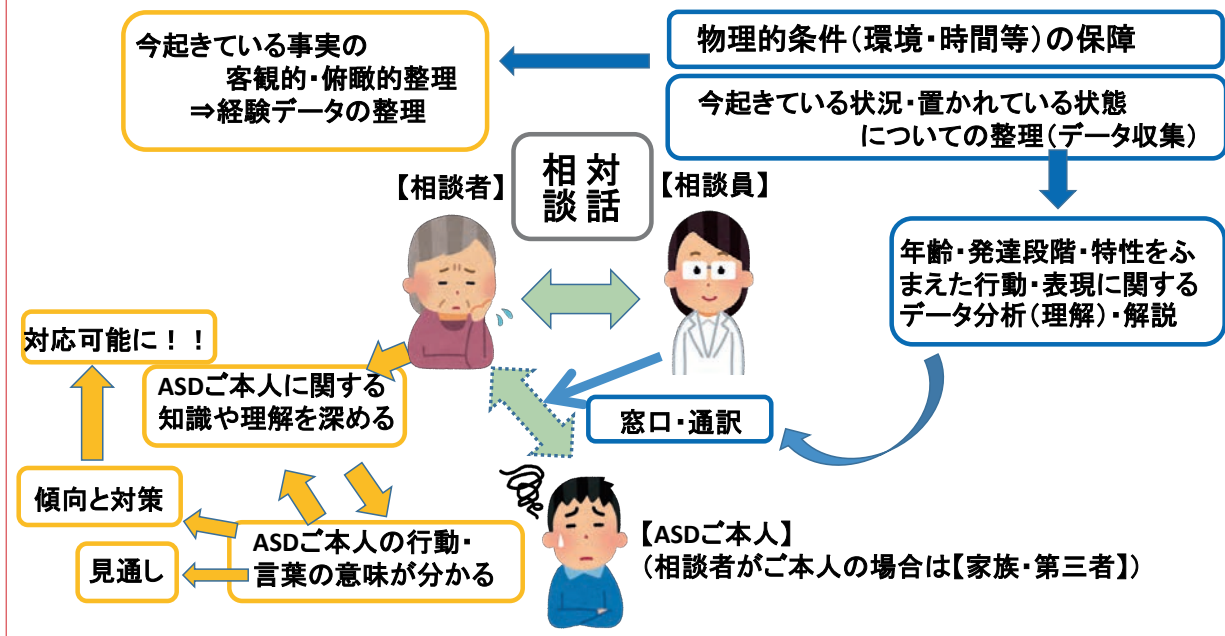 今起きている事実の
客観的・俯瞰的整理
⇒経験データの整理
物理的条件(環境・時間等)の保障
今起きている状況・置かれている状態
についての整理(データ収集)
相談
対話
【相談者】
【相談員】
年齢・発達段階・特性をふ
まえた行動・表現に関する
データ分析(理解)・解説
対応可能に!!
ASDご本人に関する
知識や理解を深める
窓口・通訳
傾向と対策
ASDご本人の行動・
言葉の意味が分かる
見通し
【ASDご本人】
(相談者がご本人の場合は【家族・第三者】)